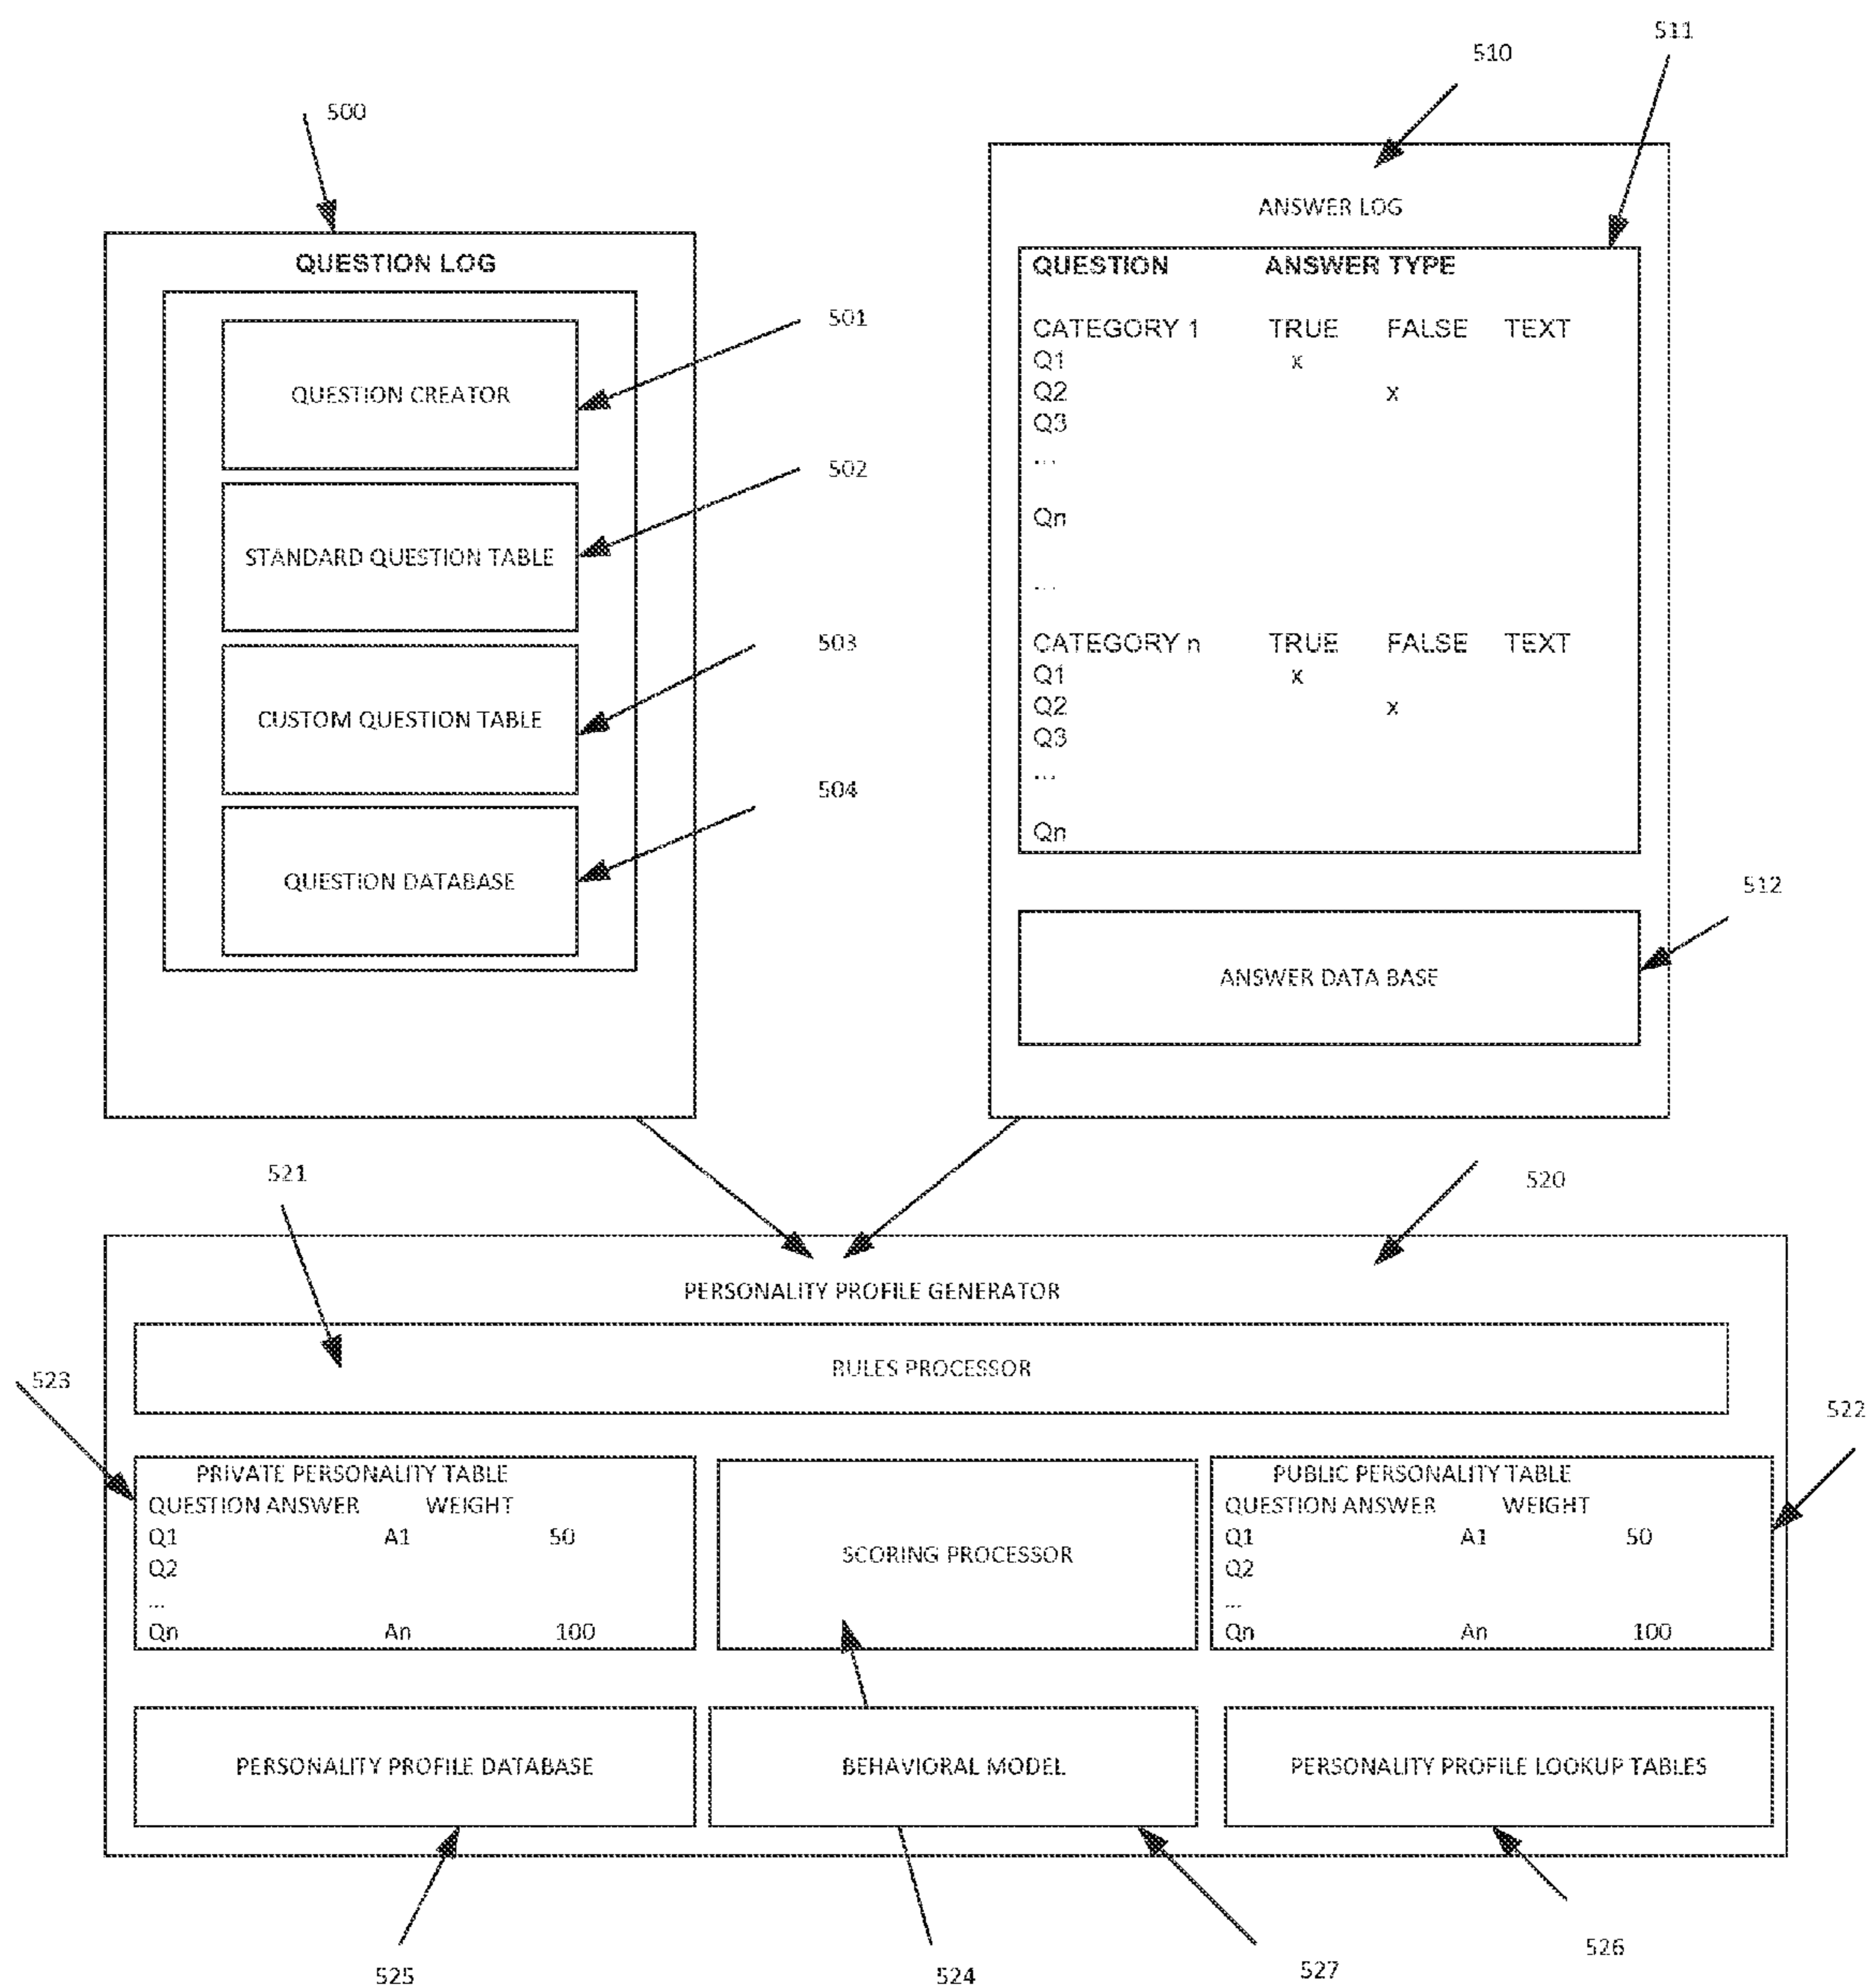 511
510
500
ANSWER LOG
QUESTION LOG
QUESTION ANSWER TYPE
501
CATEGORY 1 TRUE FALSE TEXT
Q1 x
QUESTION CREATOR
Q2 x
Q3
...
502
Qn
STANDARD QUESTION TABLE
...
503
CATEGORY n TRUE FALSE TEXT
Q1 x
CUSTOM QUESTION TABLE
Q2 x
Q3
...
504
Qn
QUESTION DATABASE
512
ANSWER DATA BASE
521
520
PERSONALITY PROFILE GENERATOR
RULES PROCESSOR
523
522
PRIVATE PERSONALITY TABLE
QUESTION ANSWER WEIGHT
Q1 A1 50
Q2
...
Qn An 100
SCORING PROCESSOR
PUBLIC PERSONALITY TABLE
QUESTION ANSWER WEIGHT
Q1 A1 50
Q2
...
Qn An 100
PERSONALITY PROFILE DATABASE
BEHAVIORAL MODEL
PERSONALITY PROFILE LOOKUP TABLES
525
524
527
526